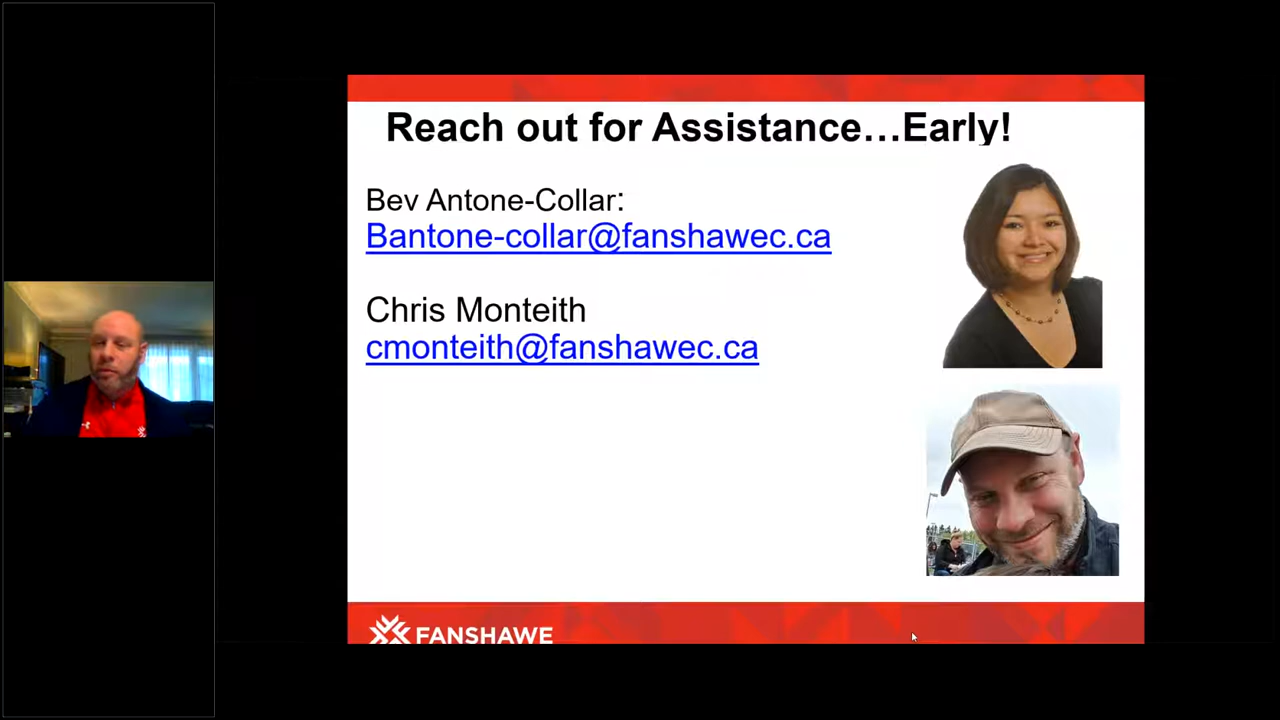 Reach out for Assistance…Early!
Bev Antone-Collar:
Bantone-collar@fanshawec.ca
Chris Monteith
cmonteith@fanshawec.ca
FANSHAWE